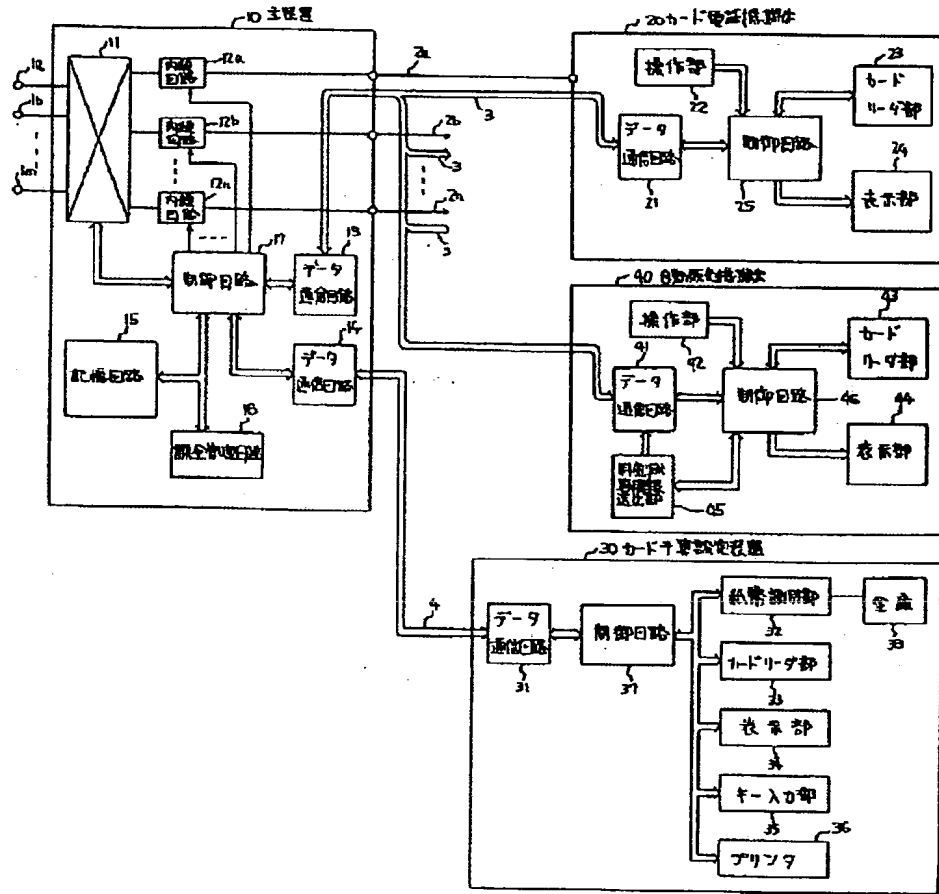 10 主装置
11
内線回路
12a
1a
1b
1m
内線回路
12b
内線回路
12n
2a
2b
2n
3
3
3
17
制御回路
13
データ
通信回路
14
データ
通信回路
15
記憶回路
16
課金管理回路
4
20 カード電話機端末
操作部
22
23
カード
リーダ部
データ
通信回路
21
制御回路
25
24
表示部
操作部
42
43
カード
リーダ部
41
データ
通信回路
制御回路
46
44
表示部
45
30 カード予算設定装置
データ
通信回路
31
制御回路
37
紙幣識別部
32
金庫
38
カードリーダ部
33
表示部
34
キー入力部
35
プリンタ
36